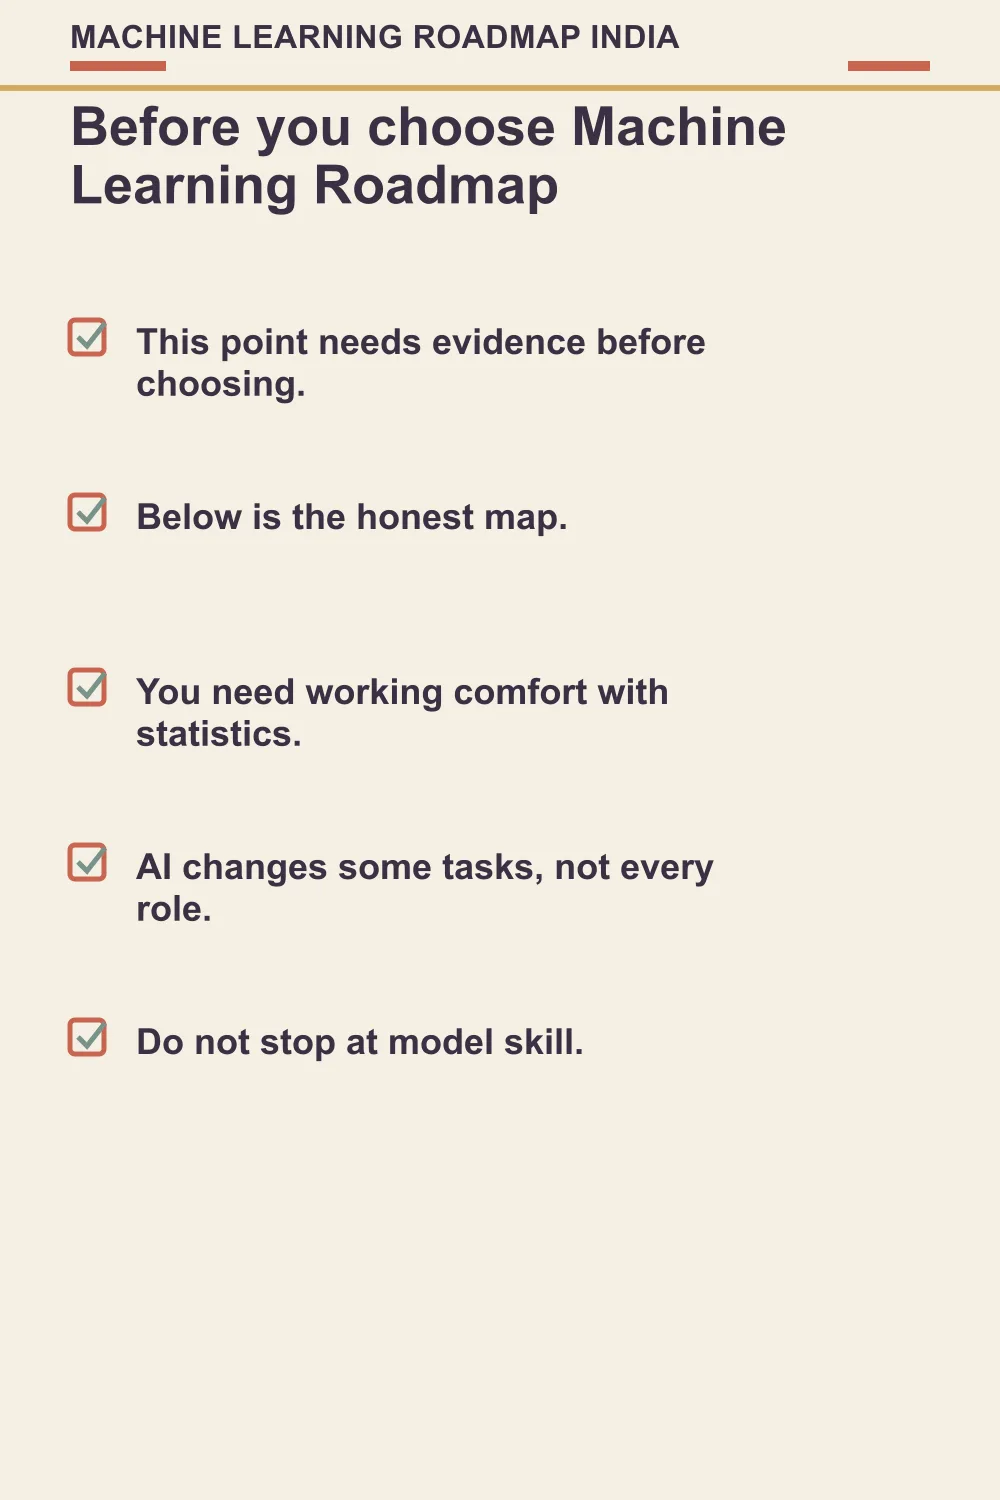 MACHINE LEARNING ROADMAP INDIA
Before you choose Machine
Learning Roadmap
This point needs evidence before
choosing.
Below is the honest map.
You need working comfort with
statistics.
AI changes some tasks, not every
role.
Do not stop at model skill.